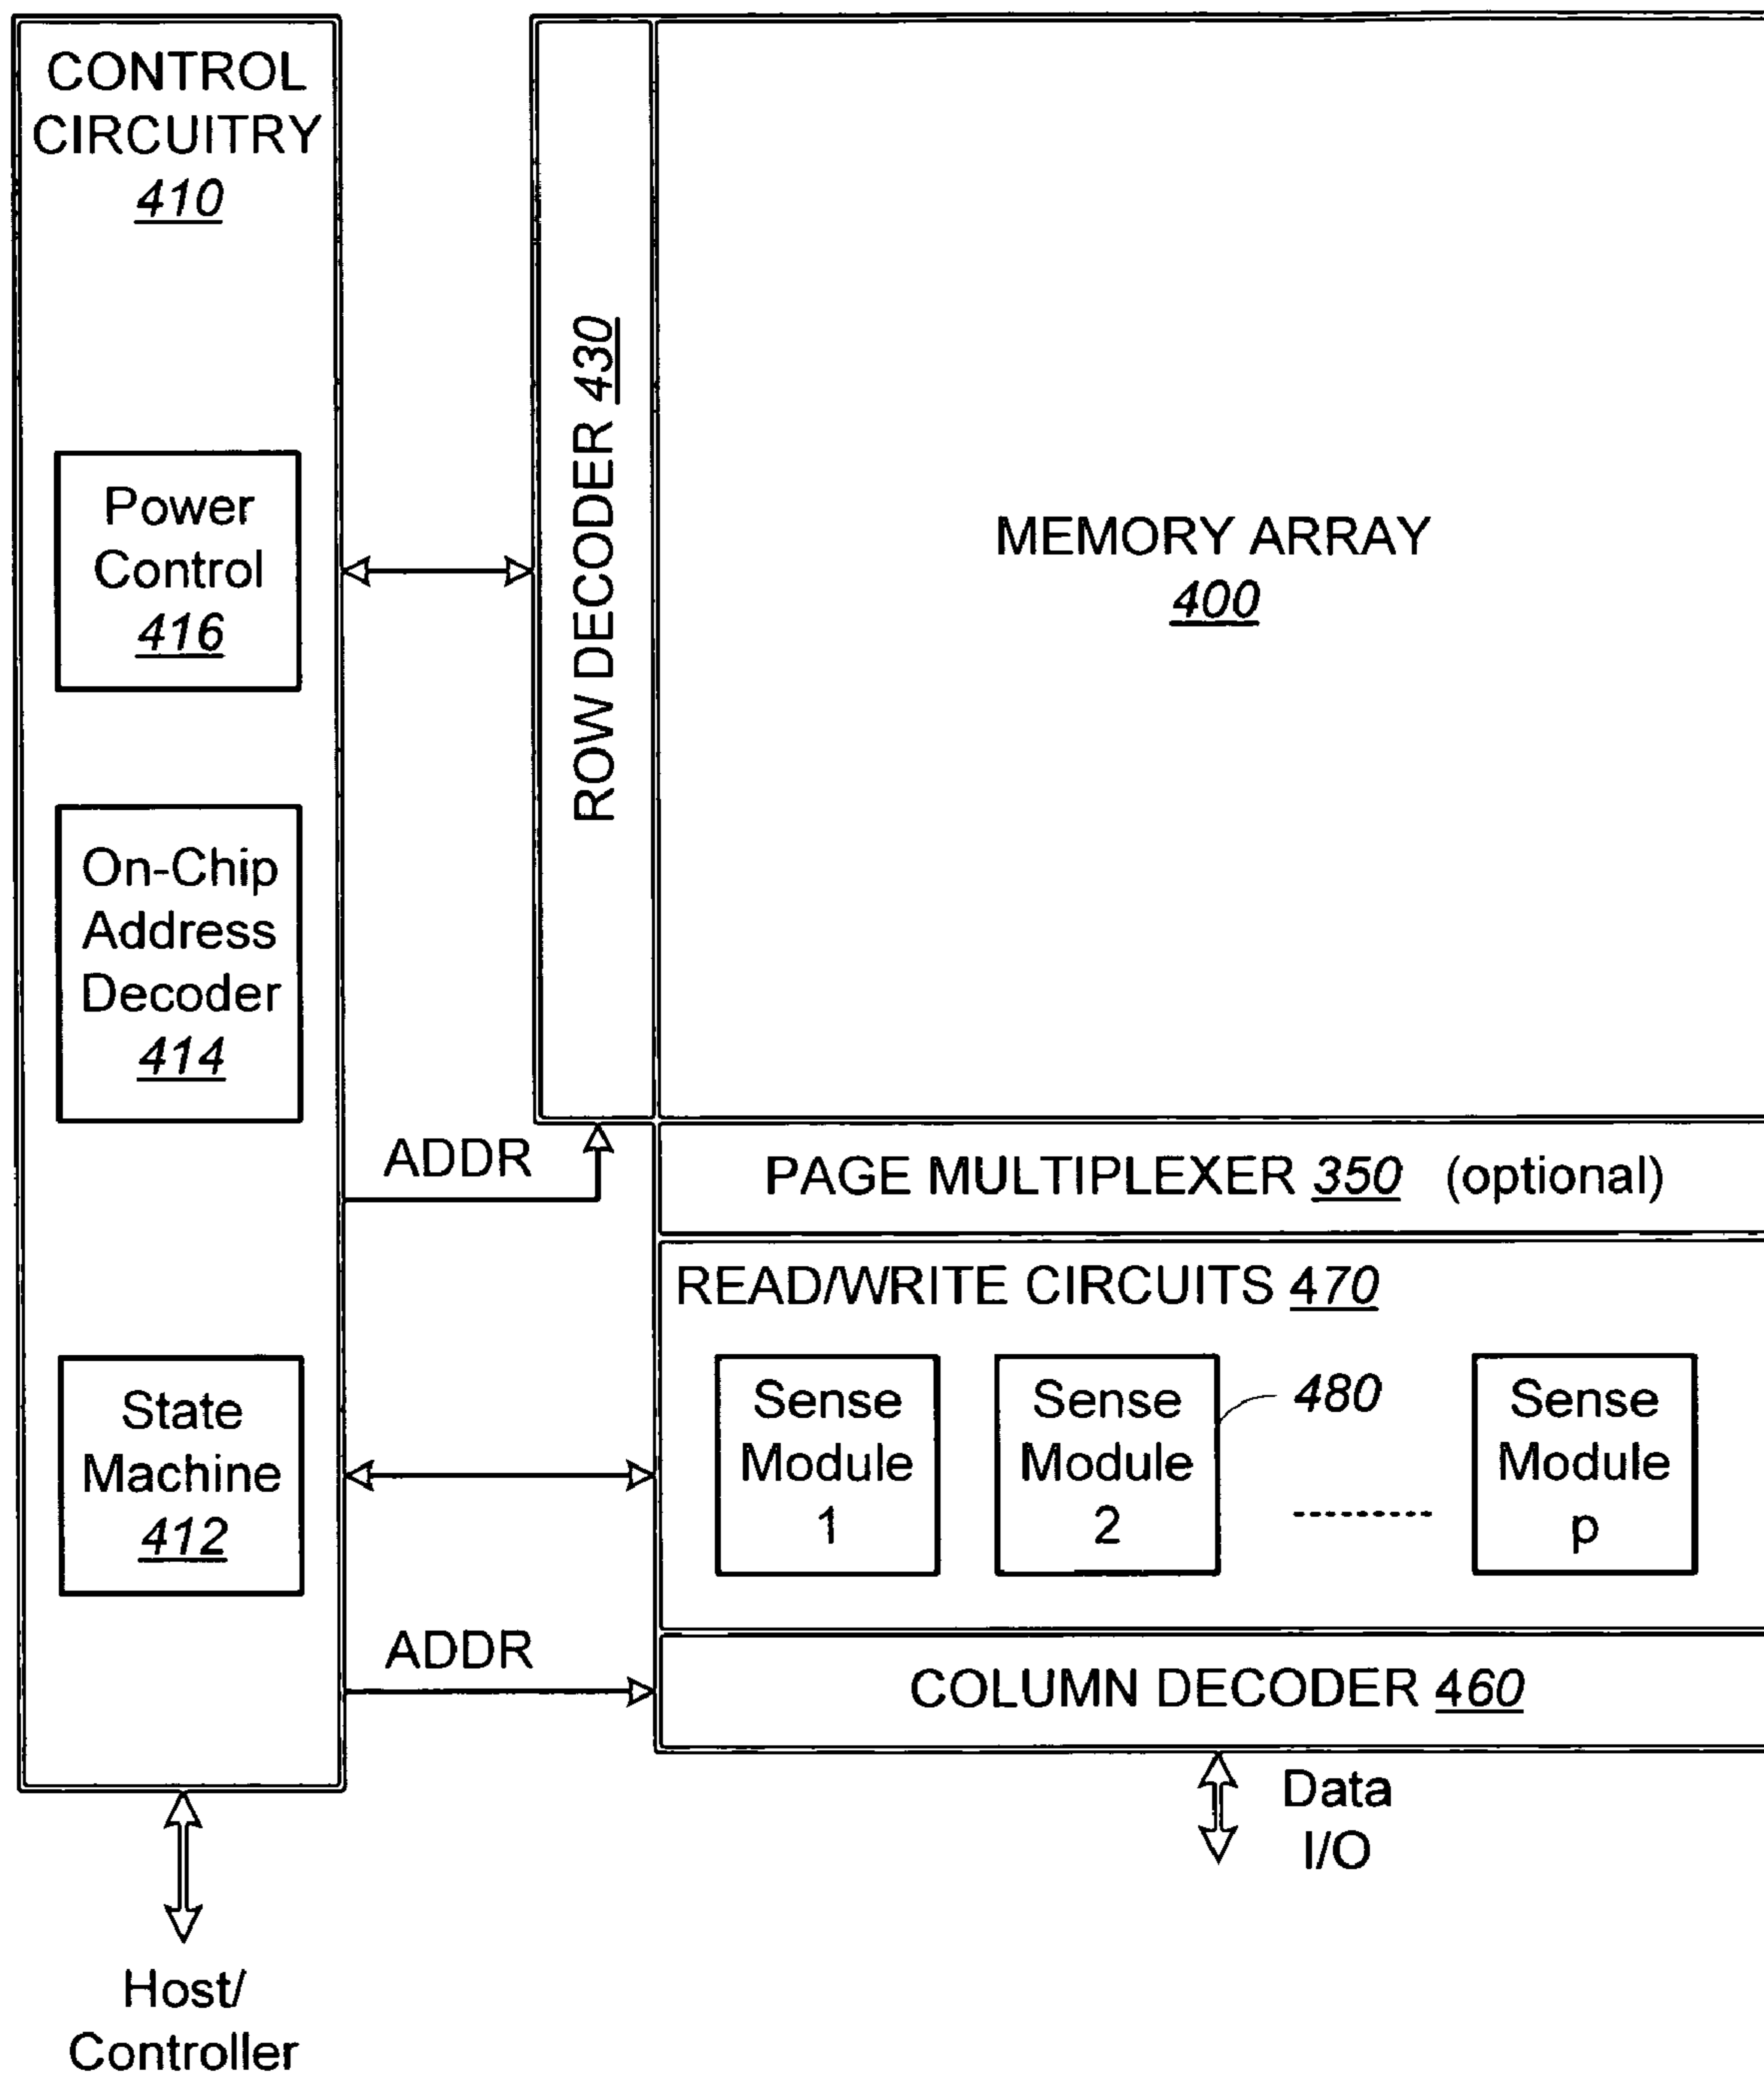 CONTROL
CIRCUITRY
410
Power
Control
416
On-Chip
Address
Decoder
414
State
Machine
412
Host/
Controller
ADDR
ADDR
ROW DECODER 430
MEMORY ARRAY
400
PAGE MULTIPLEXER 350 (optional)
READ/WRITE CIRCUITS 470
Sense
Module
1
Sense
Module
2
480
Sense
Module
p
COLUMN DECODER 460
Data
I/O